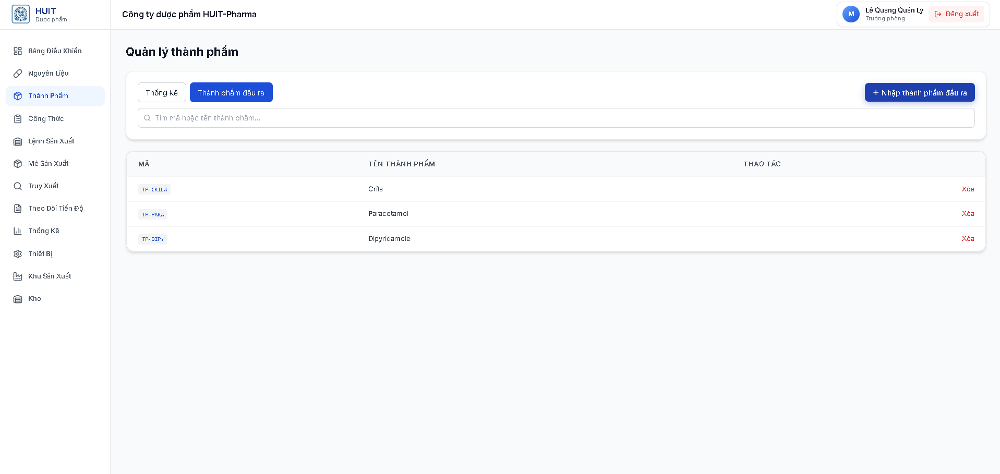 HUIT
Dược phẩm
Công ty dược phẩm HUIT-Pharma
M
Lê Quang Quản Lý
Trưởng phòng
Đăng xuất
Bảng Điều Khiển
Nguyên Liệu
Thành Phẩm
Công Thức
Lệnh Sản Xuất
Mẻ Sản Xuất
Truy Xuất
Theo Dõi Tiến Độ
Thống Kê
Thiết Bị
Khu Sản Xuất
Kho
Quản lý thành phẩm
Thống kê
Thành phẩm đầu ra
+ Nhập thành phẩm đầu ra
Tìm mã hoặc tên thành phẩm...
MÃ TÊN THÀNH PHẨM THAO TÁC
TP-CRILA Crila Xóa
TP-PARA Paracetamol Xóa
TP-DIPY Dipyridamole Xóa